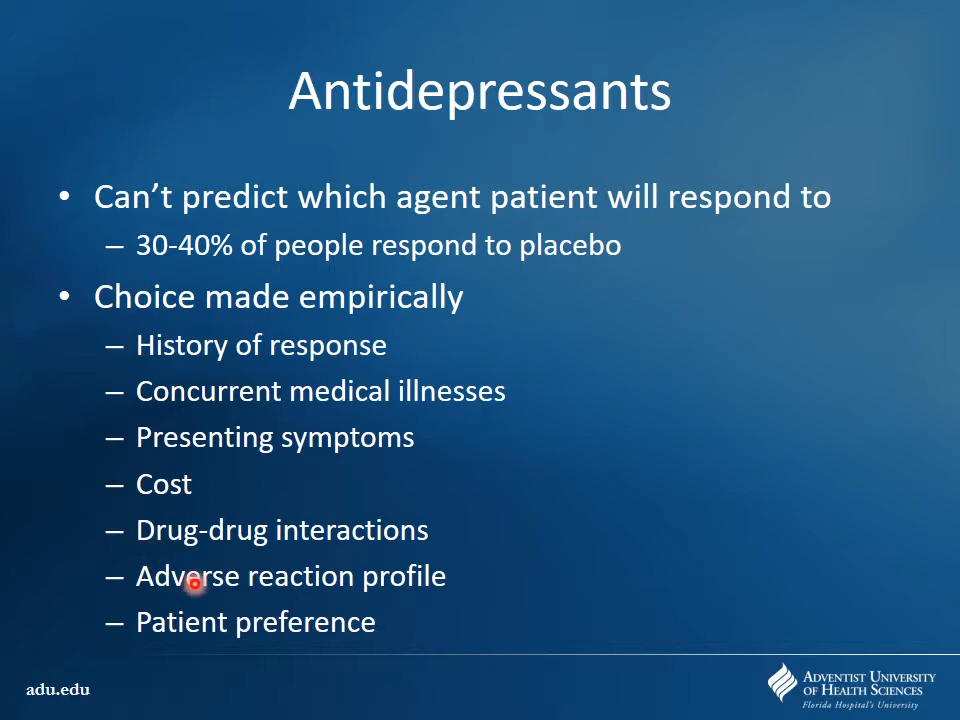 Antidepressants
• Can’t predict which agent patient will respond to
– 30-40% of people respond to placebo
• Choice made empirically
– History of response
– Concurrent medical illnesses
– Presenting symptoms
– Cost
– Drug-drug interactions
– Adverse reaction profile
– Patient preference
adu.edu
Adventist University
of Health Sciences
Florida Hospital's University